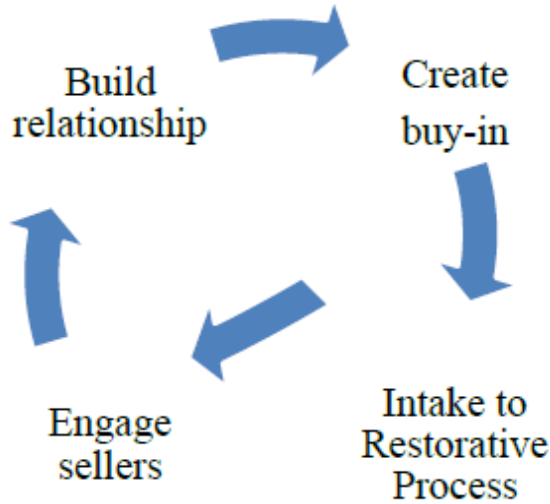 Build
relationship
Create
buy-in
Intake to
Restorative
Process
Engage
sellers